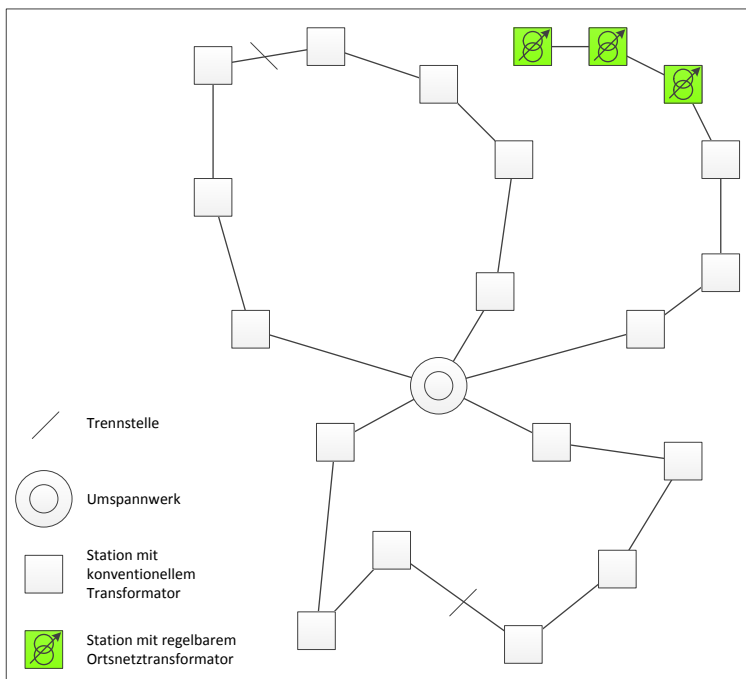 Trennstelle
Umspannwerk
Station mit
konventionellem
Transformator
Station mit regelbarem
Ortsnetztransformator